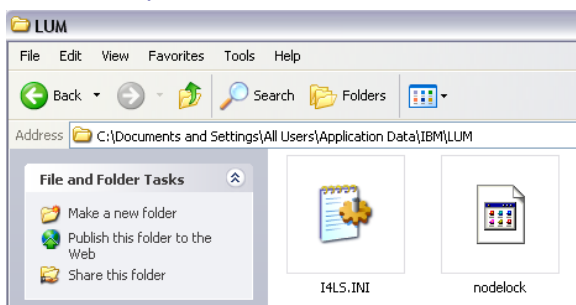 LUM
File Edit View Favorites Tools Help
Back Search Folders
Address C:\Documents and Settings\All Users\Application Data\IBM\LUM
File and Folder Tasks
Make a new folder
Publish this folder to the
Web
Share this folder
I4LS.INI nodelock